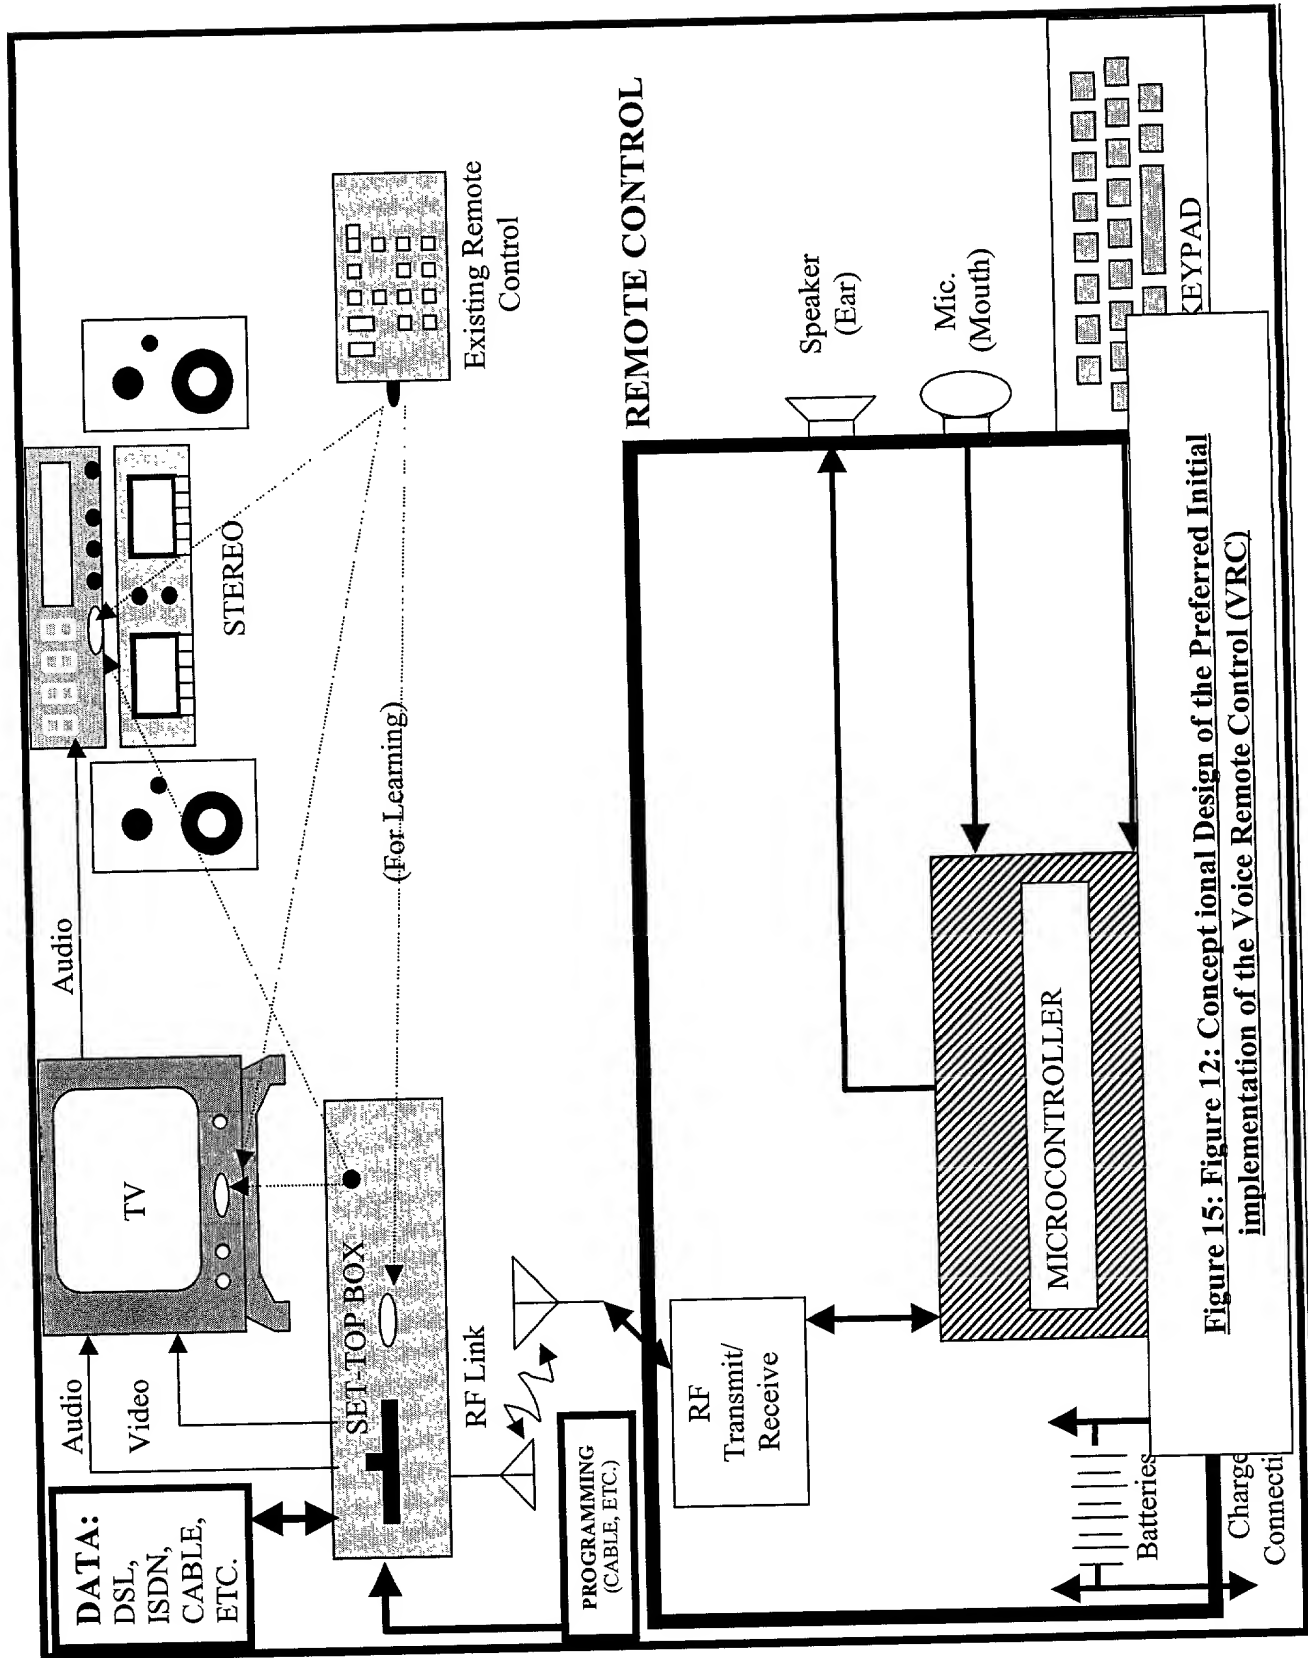 DATA:
DSL,
ISDN,
CABLE,
ETC.
Audio
Video
TV
Audio
STEREO
SET-TOP BOX
(For Learning)
Existing Remote
Control
RF Link
PROGRAMMING
(CABLE, ETC.)
REMOTE CONTROL
RF
Transmit/
Receive
Speaker
(Ear)
Mic.
(Mouth)
MICROCONTROLLER
KEYPAD
Batteries
Charge
Connecti
Figure 15: Figure 12: Concept ional Design of the Preferred Initial
implementation of the Voice Remote Control (VRC)